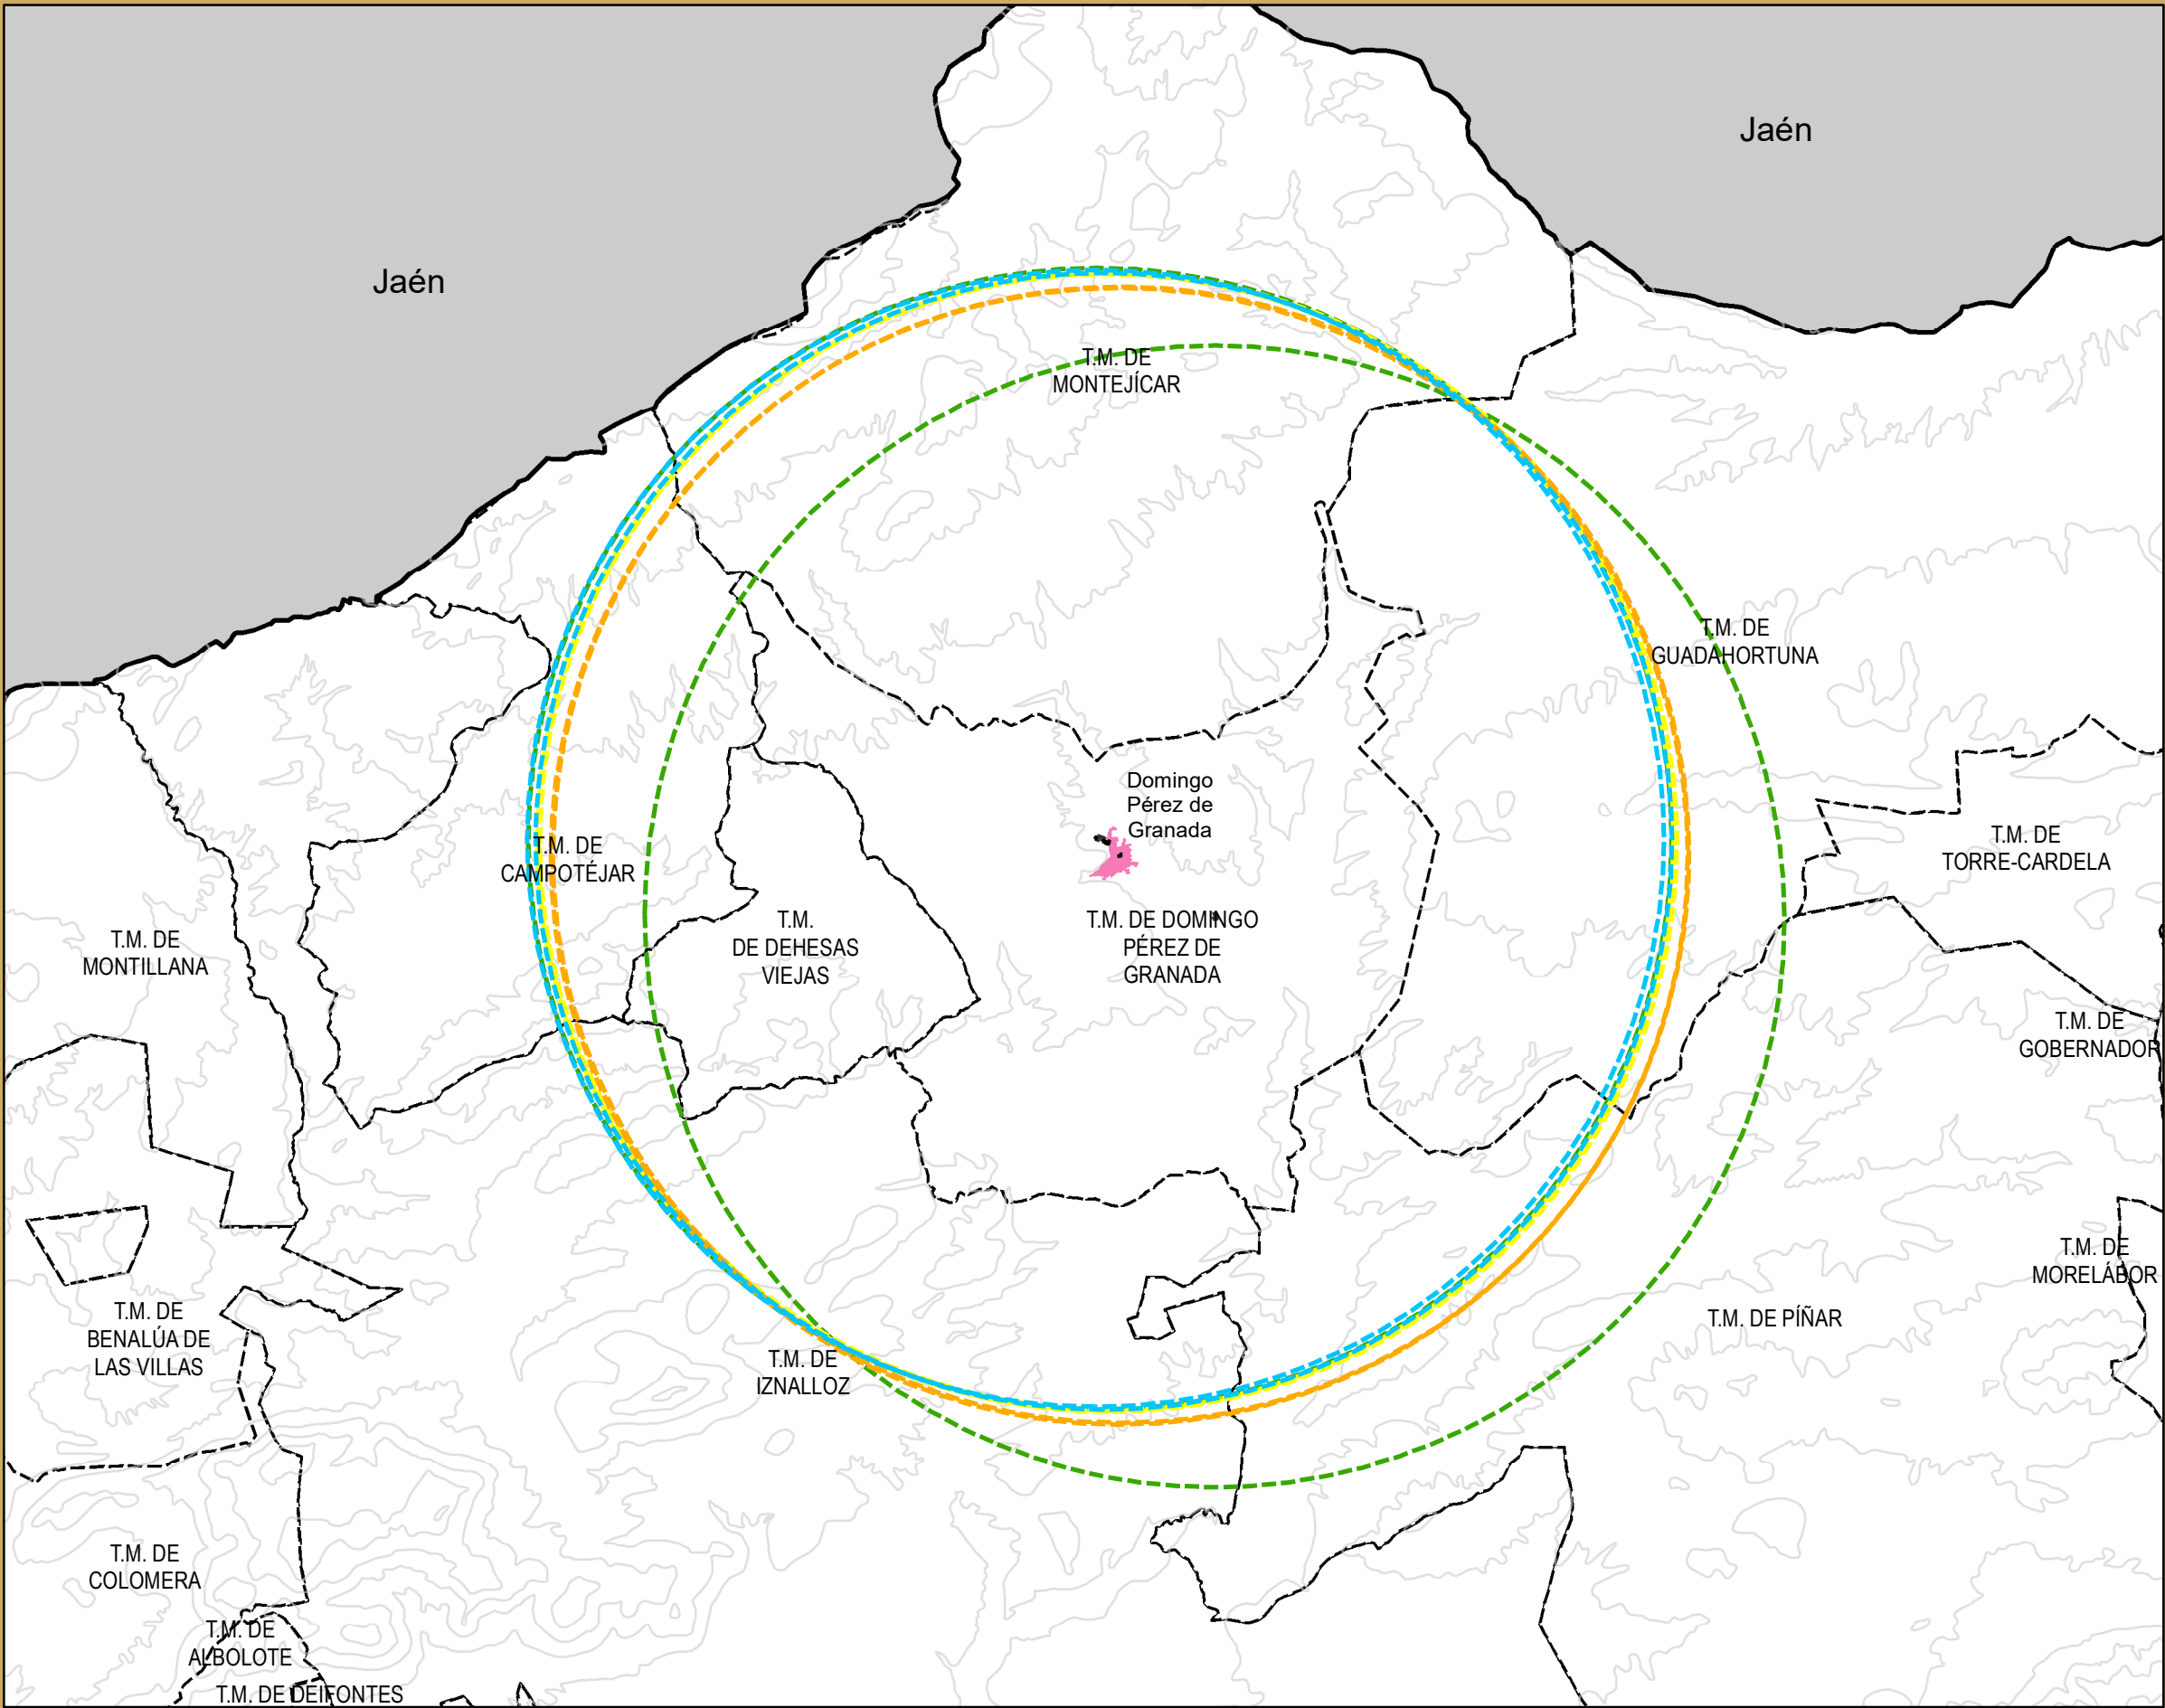 Jaén
Jaén
T.M. DE
MONTEJÍCAR
T.M. DE
GUADAHORTUNA
Domingo
Pérez de
Granada
T.M. DE
CAMPOTÉJAR
T.M. DE
TORRE-CARDELA
T.M. DE
MONTILLANA
T.M.
DE DEHESAS
VIEJAS
T.M. DE DOMINGO
PÉREZ DE
GRANADA
T.M. DE
GOBERNADOR
T.M. DE
MORELÁBOR
T.M. DE
BENALÚA DE
LAS VILLAS
T.M. DE PÍÑAR
T.M. DE
IZNALLOZ
T.M. DE
COLOMERA
T.M. DE
ALBOLOTE
T.M. DE DEIFONTES